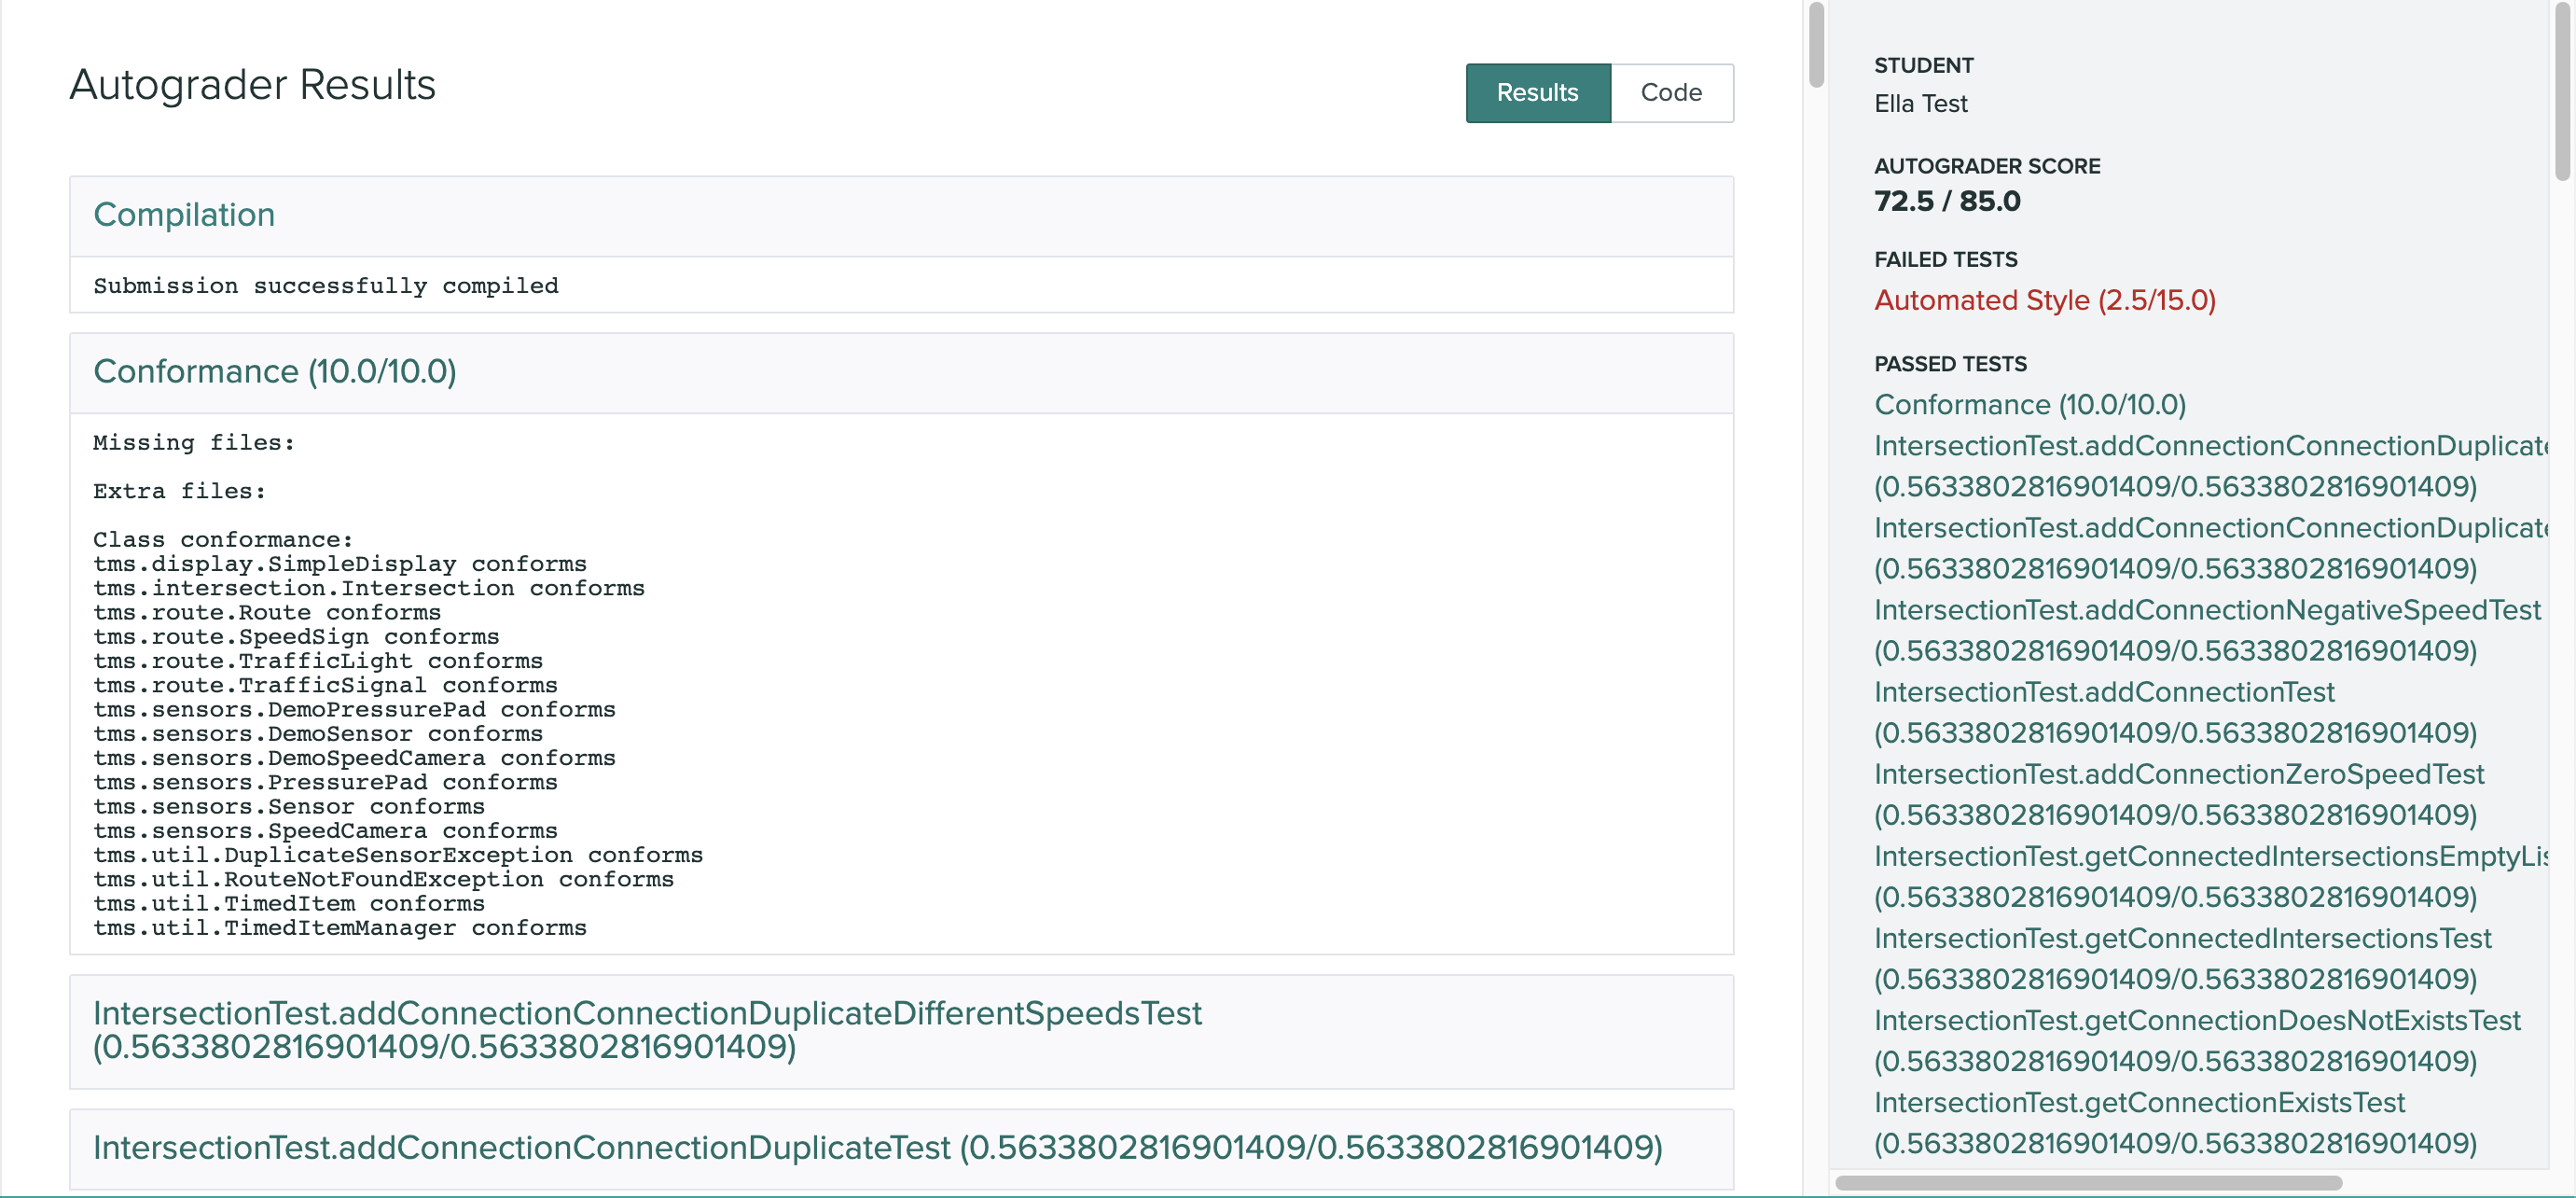 Autograder Results
Results
Code
Compilation
Submission successfully compiled
Conformance (10.0/10.0)
Missing files:
Extra files:
Class conformance:
tms.display.SimpleDisplay conforms
tms.intersection.Intersection conforms
tms.route.Route conforms
tms.route.SpeedSign conforms
tms.route.TrafficLight conforms
tms.route.TrafficSignal conforms
tms.sensors.DemoPressurePad conforms
tms.sensors.DemoSensor conforms
tms.sensors.DemoSpeedCamera conforms
tms.sensors.PressurePad conforms
tms.sensors.Sensor conforms
tms.sensors.SpeedCamera conforms
tms.util.DuplicateSensorException conforms
tms.util.RouteNotFoundException conforms
tms.util.TimedItem conforms
tms.util.TimedItemManager conforms
IntersectionTest.addConnectionConnectionDuplicateDifferentSpeedsTest
(0.5633802816901409/0.5633802816901409)
IntersectionTest.addConnectionConnectionDuplicateTest (0.5633802816901409/0.5633802816901409)
STUDENT
Ella Test
AUTOGRADER SCORE
72.5 / 85.0
FAILED TESTS
Automated Style (2.5/15.0)
PASSED TESTS
Conformance (10.0/10.0)
IntersectionTest.addConnectionConnectionDuplicate
(0.5633802816901409/0.5633802816901409)
IntersectionTest.addConnectionConnectionDuplicate
(0.5633802816901409/0.5633802816901409)
IntersectionTest.addConnectionNegativeSpeedTest
(0.5633802816901409/0.5633802816901409)
IntersectionTest.addConnectionTest
(0.5633802816901409/0.5633802816901409)
IntersectionTest.addConnectionZeroSpeedTest
(0.5633802816901409/0.5633802816901409)
IntersectionTest.getConnectedIntersectionsEmptyLis
(0.5633802816901409/0.5633802816901409)
IntersectionTest.getConnectedIntersectionsTest
(0.5633802816901409/0.5633802816901409)
IntersectionTest.getConnectionDoesNotExistsTest
(0.5633802816901409/0.5633802816901409)
IntersectionTest.getConnectionExistsTest
(0.5633802816901409/0.5633802816901409)